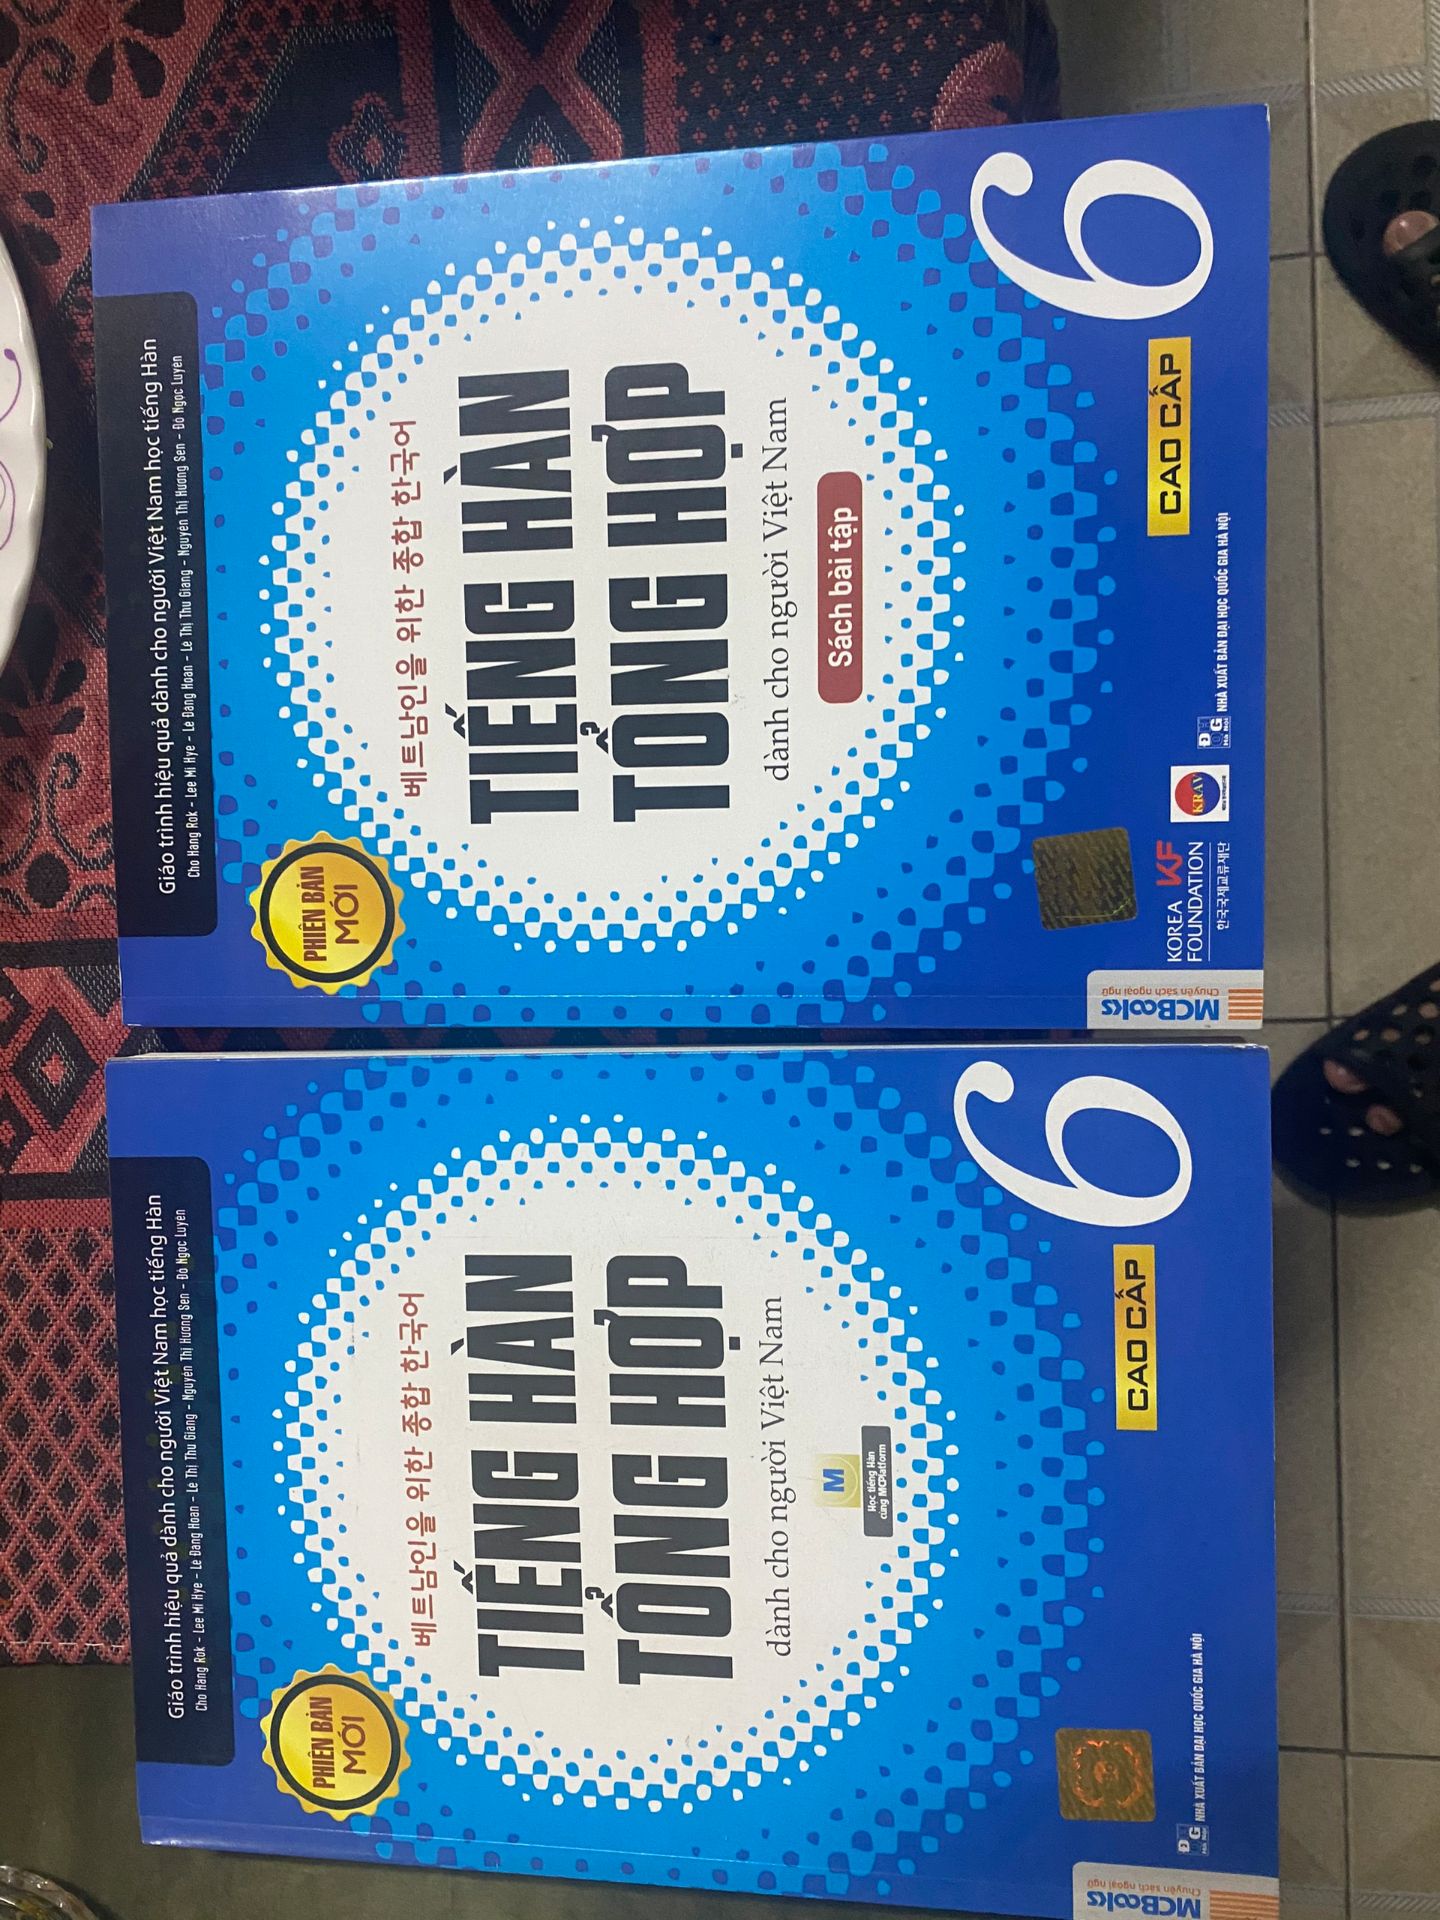 Giáo trình hiệu quả dành cho người Việt Nam học tiếng Hàn
Cho Hang Rok - Lee Mi Hye - Lê Đăng Hoan - Lê Thị Thu Giang - Nguyễn Thị Hương Sen - Đỗ Ngọc Luyến
PHIÊN BẢN
MỚI
베트남인을 위한 종합 한국어
TIẾNG HÀN
TỔNG HỢP
dành cho người Việt Nam
Sách bài tập
CAO CẤP
6
KOREA
FOUNDATION
한국국제교류재단
KF
KRAV
Hà Nội
NHÀ XUẤT BẢN ĐẠI HỌC QUỐC GIA HÀ NỘI
MCBooks
Chuyên sách ngoại ngữ
Giáo trình hiệu quả dành cho người Việt Nam học tiếng Hàn
Cho Hang Rok - Lee Mi Hye - Lê Đăng Hoan - Lê Thị Thu Giang - Nguyễn Thị Hương Sen - Đỗ Ngọc Luyến
PHIÊN BẢN
MỚI
베트남인을 위한 종합 한국어
TIẾNG HÀN
TỔNG HỢP
dành cho người Việt Nam
M
Học tiếng Hàn
cùng MCPlatform
CAO CẤP
6
NHÀ XUẤT BẢN ĐẠI HỌC QUỐC GIA HÀ NỘI
MCBooks
Chuyên sách ngoại ngữ